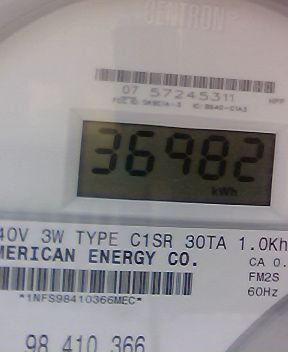 CENTRON®
07 57245311
36982
kWh
40V 3W TYPE C1SR 30TA 1.0Kh
MERICAN ENERGY CO.
CA 0.
FM2S
*1NFS98410366MEC*
60Hz
98 410 366